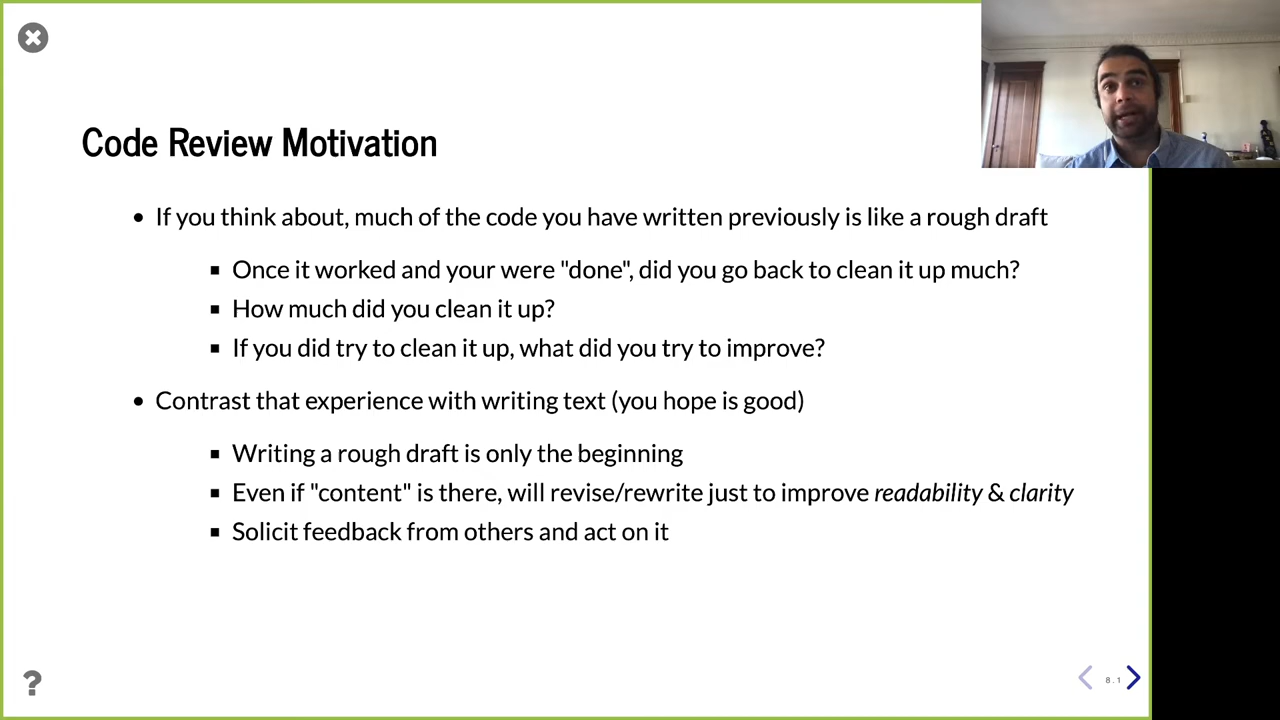 Code Review Motivation
If you think about, much of the code you have written previously is like a rough draft
Once it worked and your were "done", did you go back to clean it up much?
How much did you clean it up?
If you did try to clean it up, what did you try to improve?
Contrast that experience with writing text (you hope is good)
Writing a rough draft is only the beginning
Even if "content" is there, will revise/rewrite just to improve readability & clarity
Solicit feedback from others and act on it
?
8.1